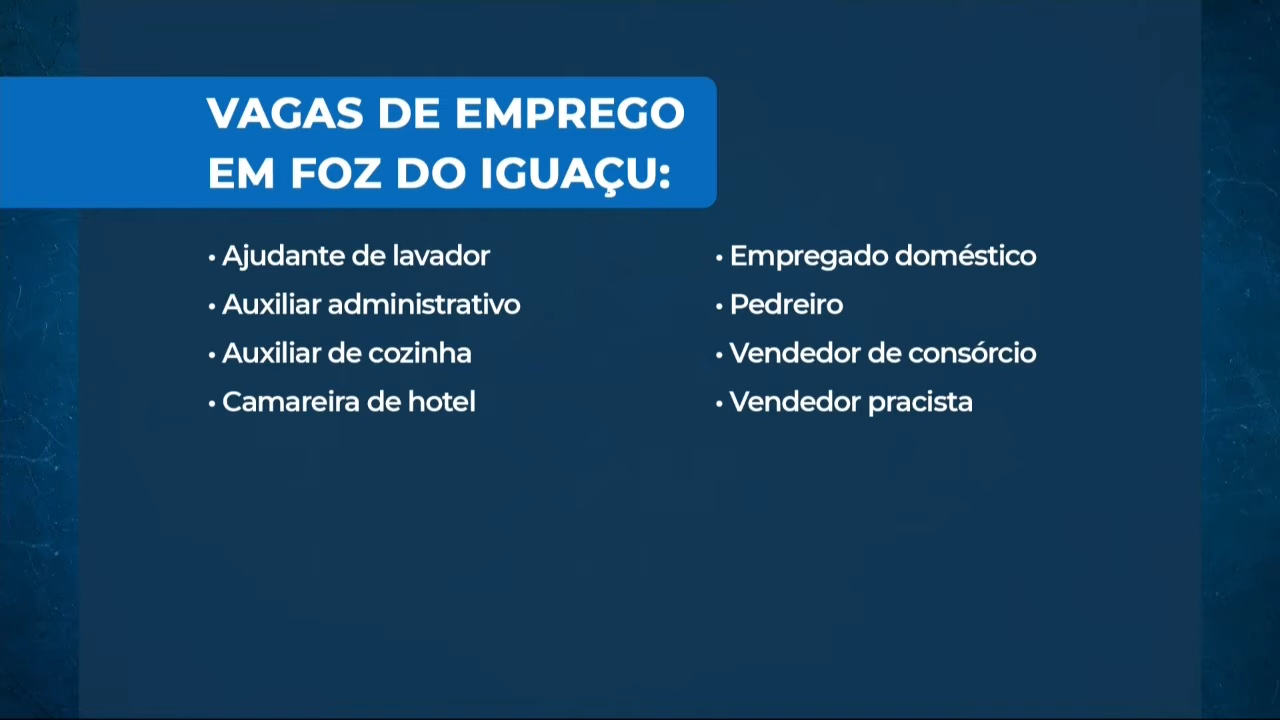 VAGAS DE EMPREGO
EM FOZ DO IGUAÇU:
• Ajudante de lavador
• Auxiliar administrativo
• Auxiliar de cozinha
• Camareira de hotel
• Empregado doméstico
• Pedreiro
• Vendedor de consórcio
• Vendedor pracista